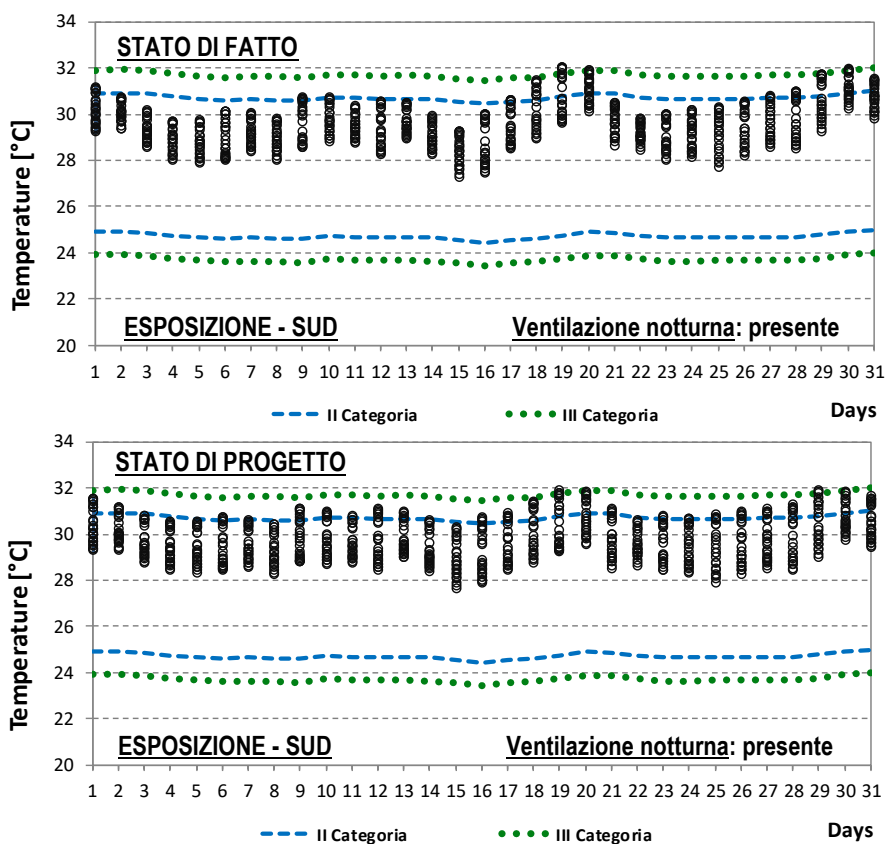 34
32
30
28
26
24
22
20
Temperature [°C]
STATO DI FATTO
ESPOSIZIONE - SUD
Ventilazione notturna: presente
1 2 3 4 5 6 7 8 9 10 11 12 13 14 15 16 17 18 19 20 21 22 23 24 25 26 27 28 29 30 31
II Categoria
III Categoria
Days
34
32
30
28
26
24
22
20
Temperature [°C]
STATO DI PROGETTO
ESPOSIZIONE - SUD
Ventilazione notturna: presente
1 2 3 4 5 6 7 8 9 10 11 12 13 14 15 16 17 18 19 20 21 22 23 24 25 26 27 28 29 30 31
II Categoria
III Categoria
Days